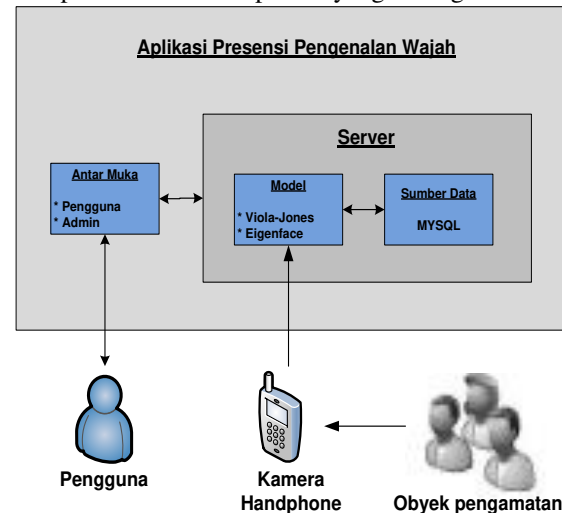 Aplikasi Presensi Pengenalan Wajah
Server
Antar Muka
* Pengguna
* Admin
Model
* Viola-Jones
* Eigenface
Sumber Data
MYSQL
Pengguna
Kamera
Handphone
Obyek pengamatan